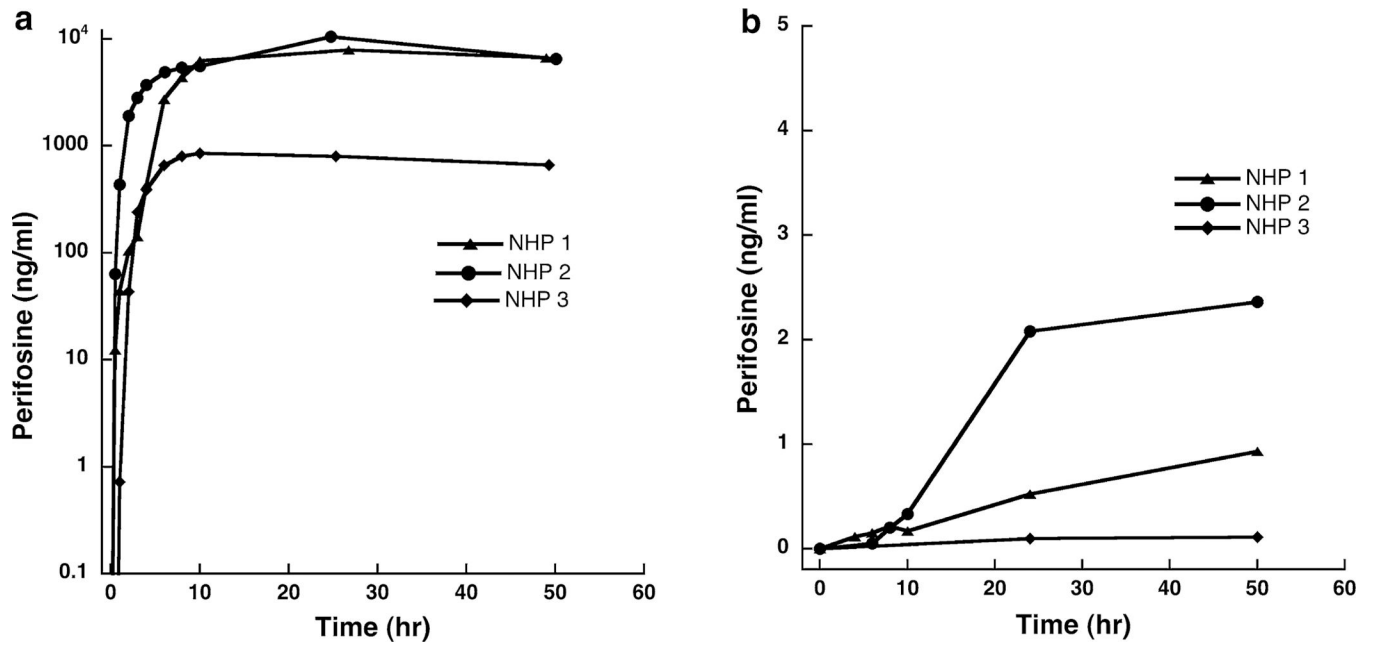 a
10⁴
1000
100
10
1
0.1
0 10 20 30 40 50 60
Perifosine (ng/ml)
Time (hr)
NHP 1
NHP 2
NHP 3
b
5
4
3
2
1
0
0 10 20 40 50 60
Perifosine (ng/ml)
Time (hr)
NHP 1
NHP 2
NHP 3